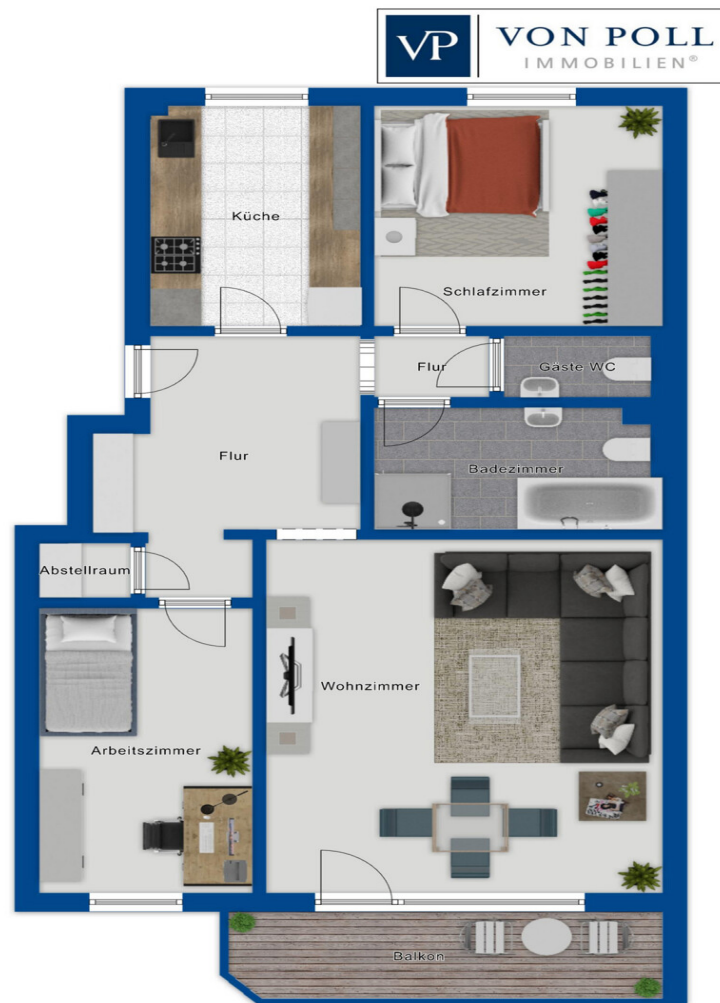 VP
VON POLL
IMMOBILIEN®
Küche
Schlafzimmer
Flur
Gäste WC
Flur
Badezimmer
Abstellraum
Wohnzimmer
Arbeitszimmer
Balkon